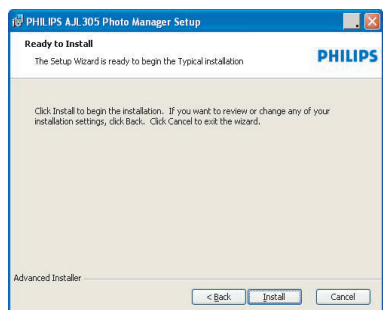 PHILIPS AJL305 Photo Manager Setup
Ready to Install
The Setup Wizard is ready to begin the Typical installation
PHILIPS
Click Install to begin the installation. If you want to review or change any of your
installation settings, click Back. Click Cancel to exit the wizard.
Advanced Installer
< Back Install Cancel